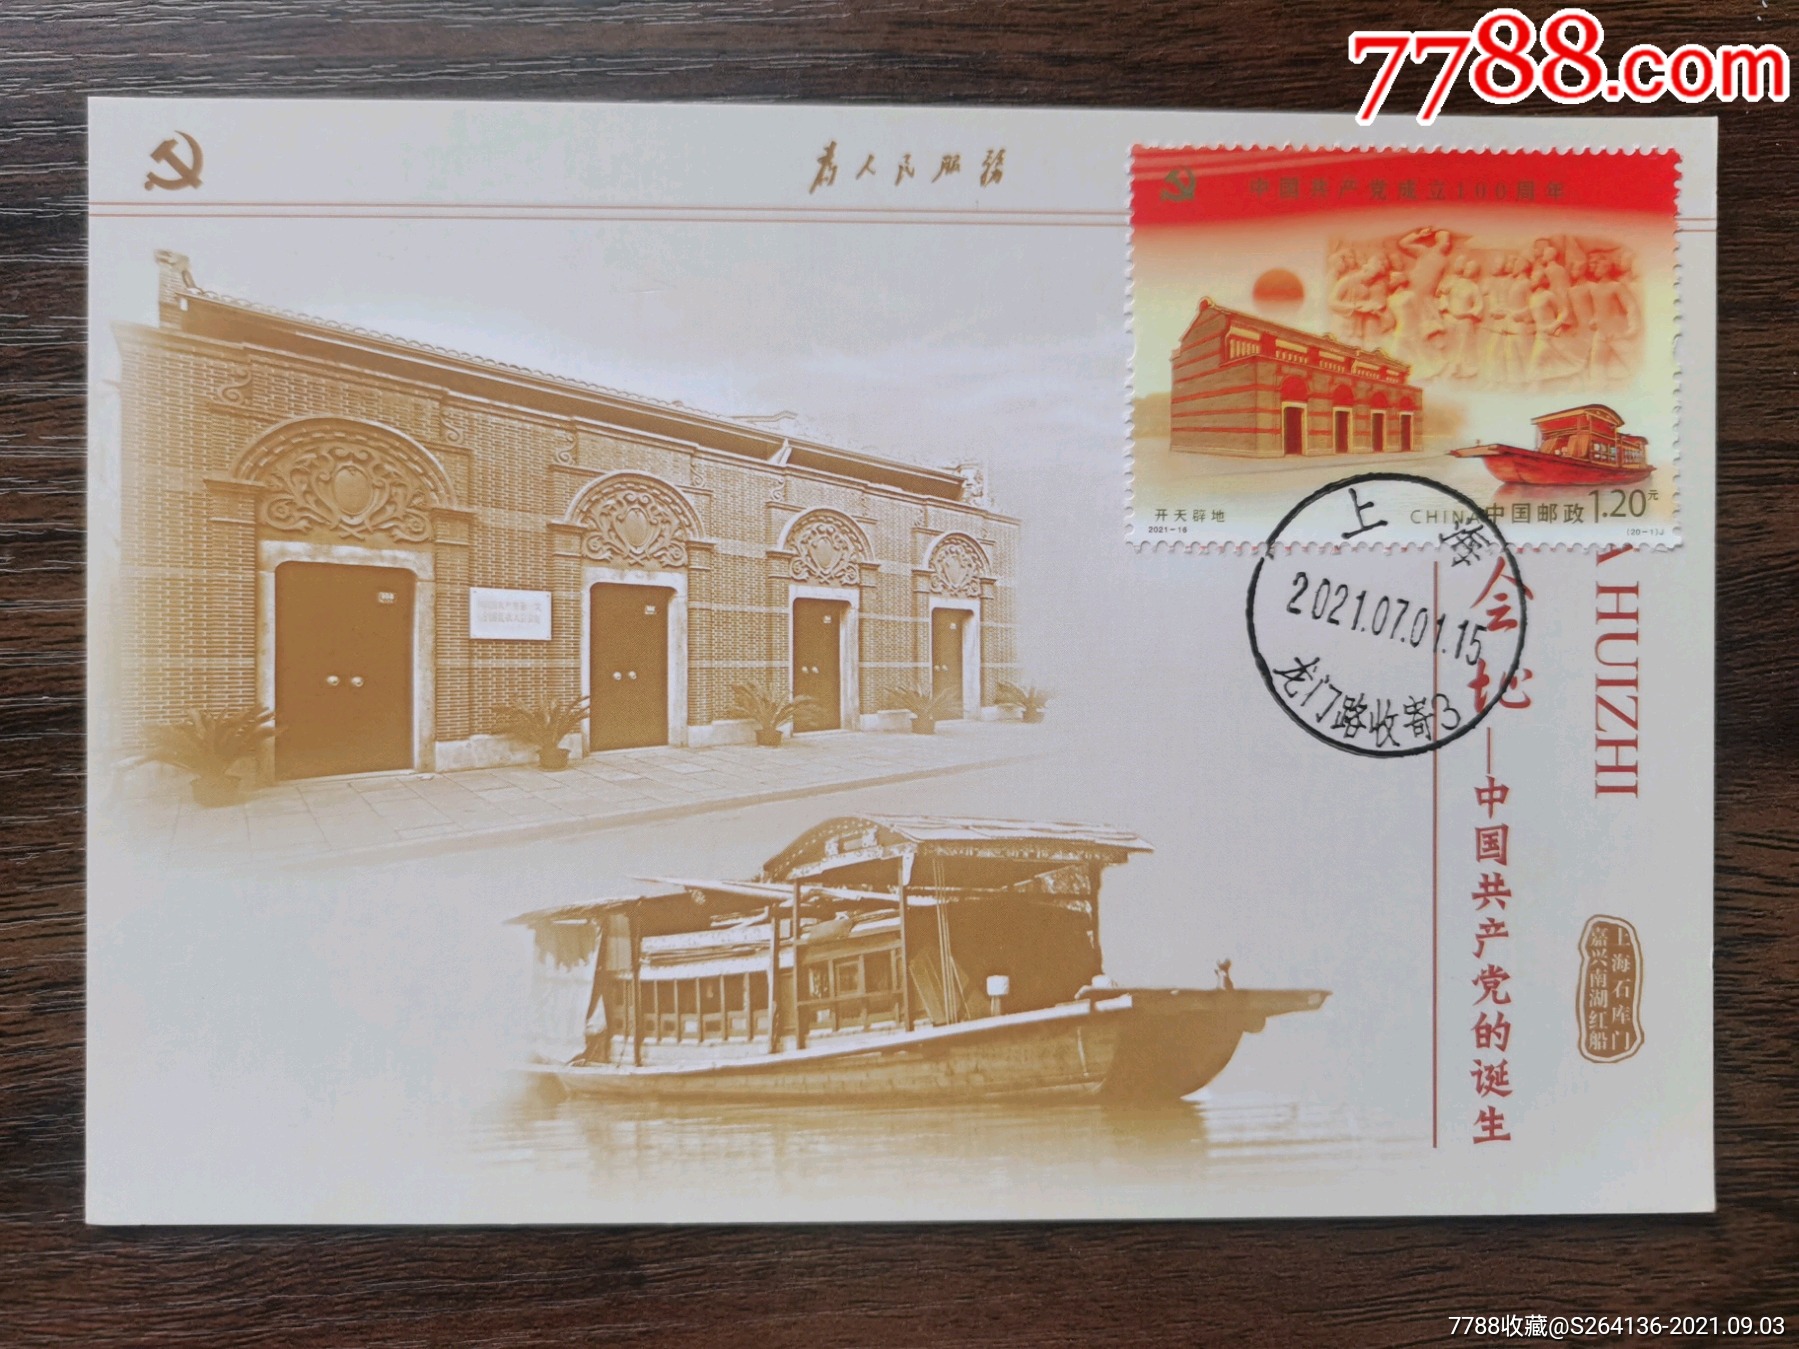 7788.com
为人民服务
中国共产党成立100周年
开天辟地
2021-16
CHINA中国邮政1.20元
(20-1)J
上海
2021.07.01.15
龙门路收寄3
会址
——中国共产党的诞生
HUIZHI
上海石库门
嘉兴南湖红船
7788收藏@S264136-2021.09.03